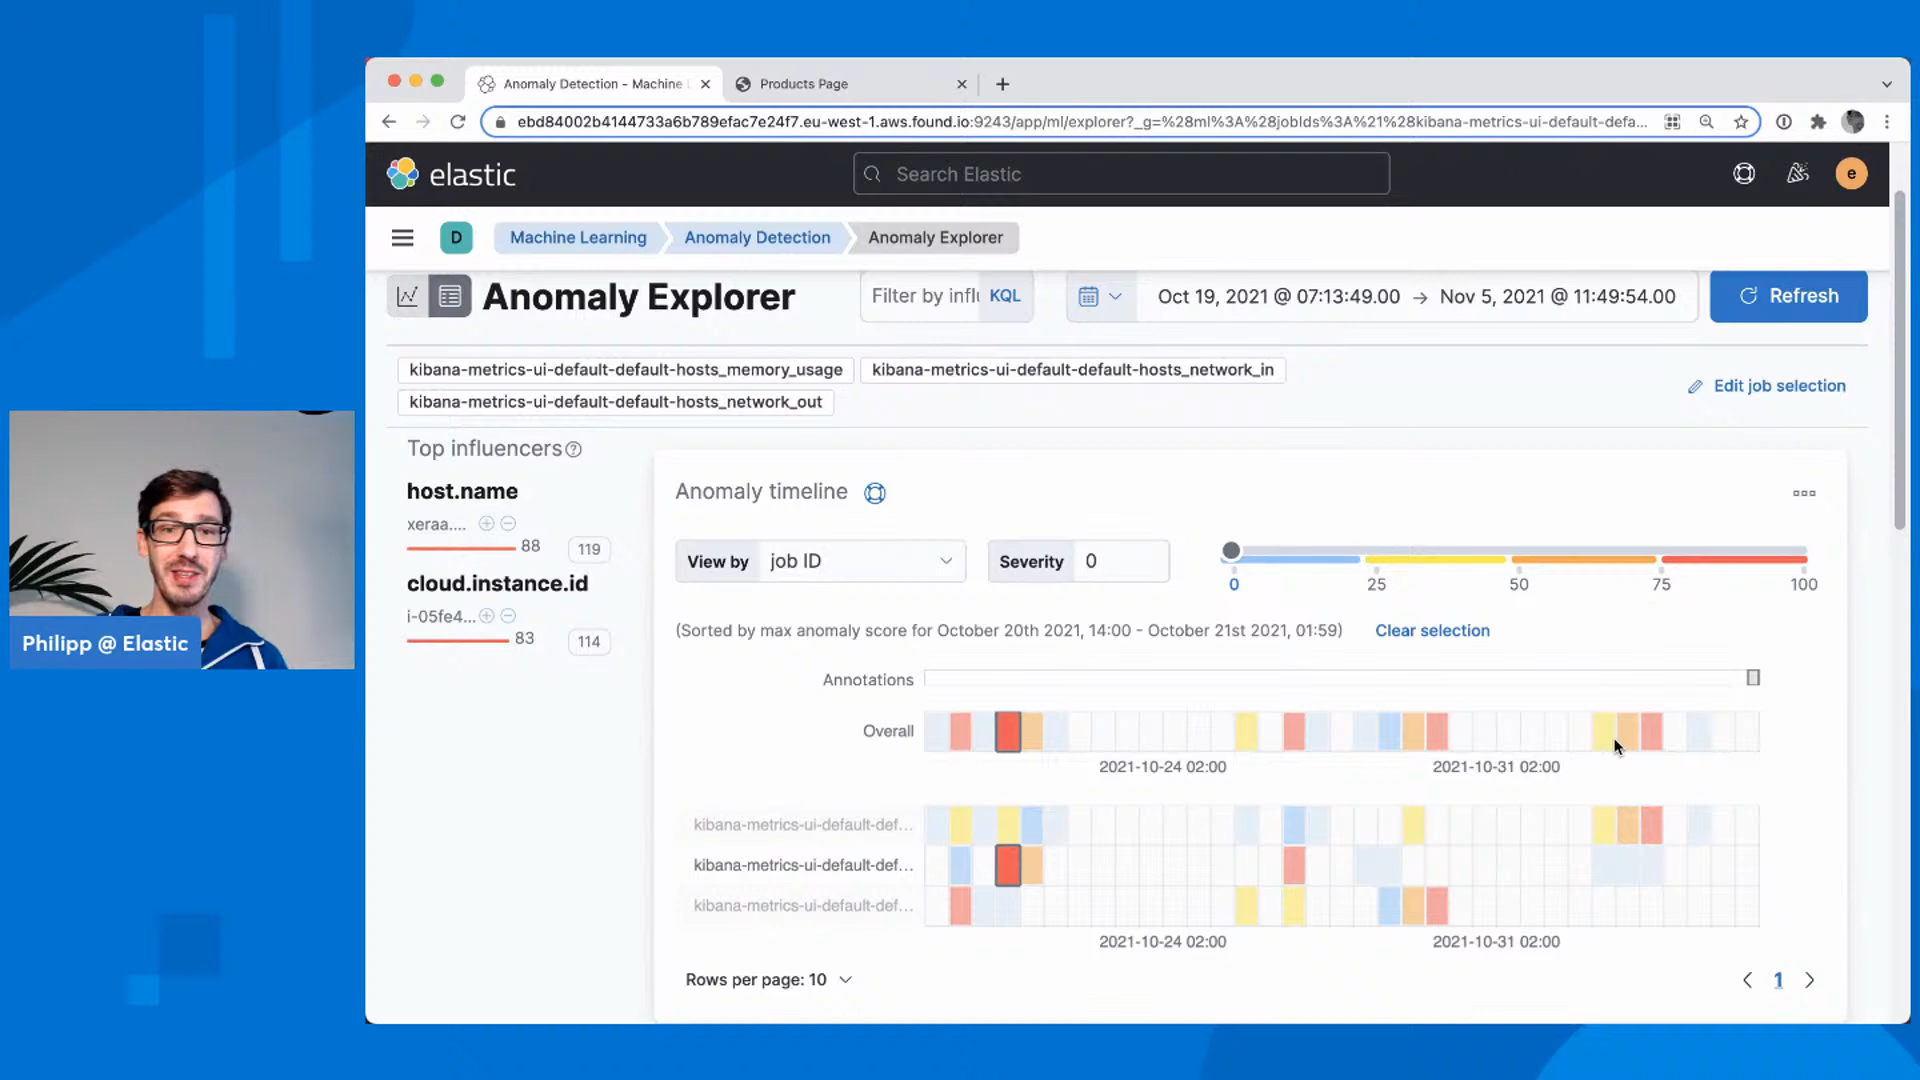 Anomaly Detection - Machine
Products Page
ebd84002b4144733a6b789efac7e24f7.eu-west-1.aws.found.io:9243/app/ml/explorer?_g=%28ml%3A%28jobIds%3A%21%28kibana-metrics-ui-default-defa...
elastic
Search Elastic
e
D
Machine Learning
Anomaly Detection
Anomaly Explorer
Anomaly Explorer
Filter by influ
KQL
Oct 19, 2021 @ 07:13:49.00 → Nov 5, 2021 @ 11:49:54.00
Refresh
kibana-metrics-ui-default-default-hosts_memory_usage
kibana-metrics-ui-default-default-hosts_network_in
kibana-metrics-ui-default-default-hosts_network_out
Edit job selection
Top influencers
host.name
xeraa....
88
119
cloud.instance.id
i-05fe4...
83
114
Anomaly timeline
View by job ID
Severity 0
0 25 50 75 100
(Sorted by max anomaly score for October 20th 2021, 14:00 - October 21st 2021, 01:59)
Clear selection
Annotations
Overall
2021-10-24 02:00
2021-10-31 02:00
kibana-metrics-ui-default-def...
kibana-metrics-ui-default-def...
kibana-metrics-ui-default-def...
2021-10-24 02:00
2021-10-31 02:00
Rows per page: 10
1
Philipp @ Elastic